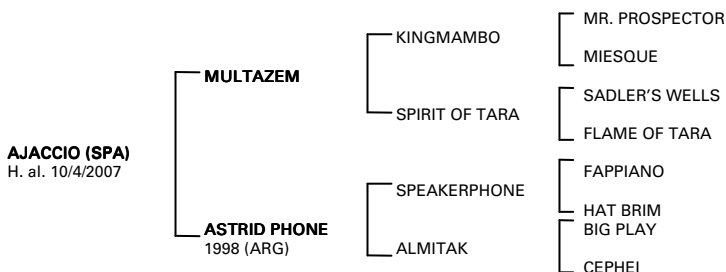 MR. PROSPECTOR
KINGMAMBO
MIESQUE
MULTAZEM
SADLER'S WELLS
SPIRIT OF TARA
FLAME OF TARA
AJACCIO (SPA)
H. al. 10/4/2007
FAPPIANO
SPEAKERPHONE
HAT BRIM
ASTRID PHONE
1998 (ARG)
BIG PLAY
ALMITAK
CEPHEI